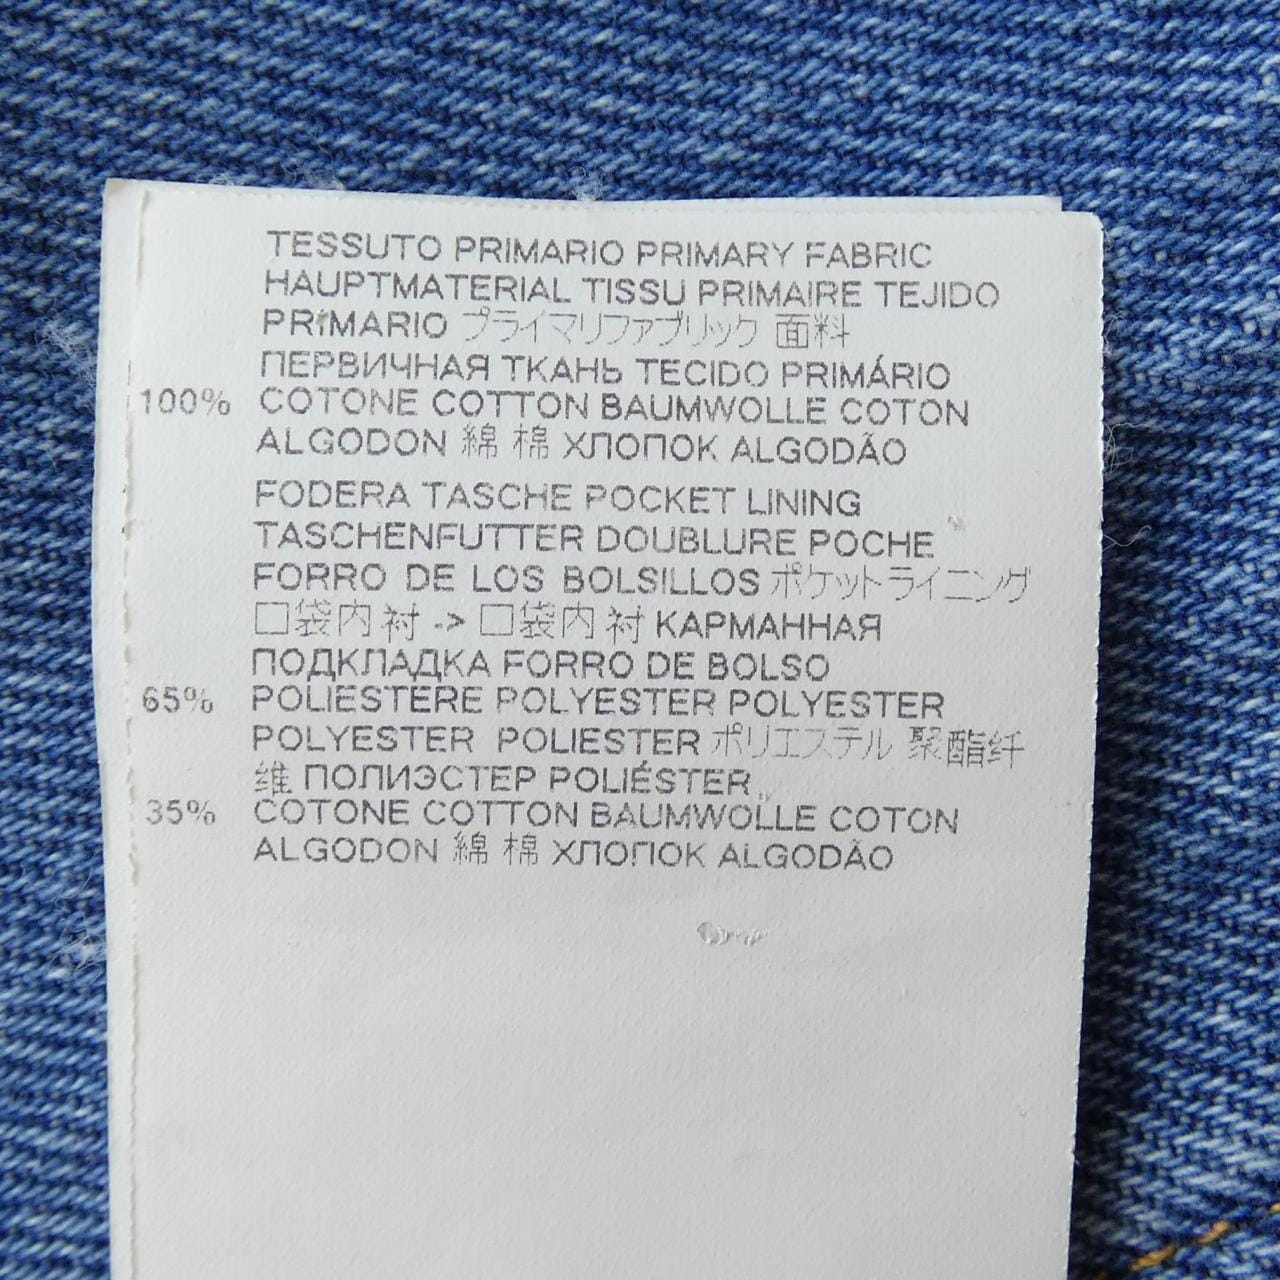 TESSUTO PRIMARIO PRIMARY FABRIC
HAUPTMATERIAL TISSU PRIMAIRE TEJIDO
PRIMARIO プライマリファブリック 面料
ПЕРВИЧНАЯ ТКАНЬ TECIDO PRIMÁRIO
100% COTONE COTTON BAUMWOLLE COTON
ALGODON 綿 棉 ХЛОПОК ALGODÃO
FODERA TASCHE POCKET LINING
TASCHENFUTTER DOUBLURE POCHE
FORRO DE LOS BOLSILLOS ポケットライニング
口袋内衬 -> 口袋内衬 КАРМАННАЯ
ПОДКЛАДКА FORRO DE BOLSO
65% POLIESTERE POLYESTER POLYESTER
POLYESTER POLIESTER ポリエステル 聚酯纤
维 ПОЛИЭСТЕР POLIÉSTER
35% COTONE COTTON BAUMWOLLE COTON
ALGODON 綿 棉 ХЛОПОК ALGODÃO